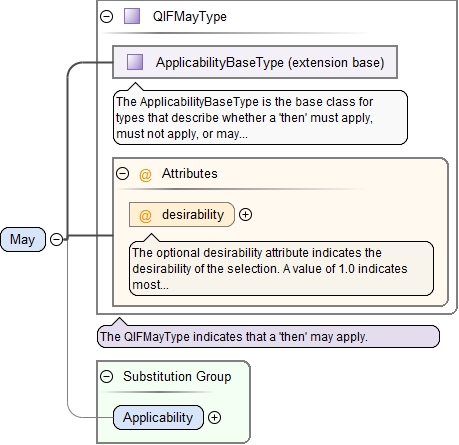 QIFMayType
ApplicabilityBaseType (extension base)
The ApplicabilityBaseType is the base class for
types that describe whether a 'then' must apply,
must not apply, or may...
@ Attributes
@ desirability
The optional desirability attribute indicates the
desirability of the selection. A value of 1.0 indicates
most...
May
The QIFMayType indicates that a 'then' may apply.
Substitution Group
Applicability